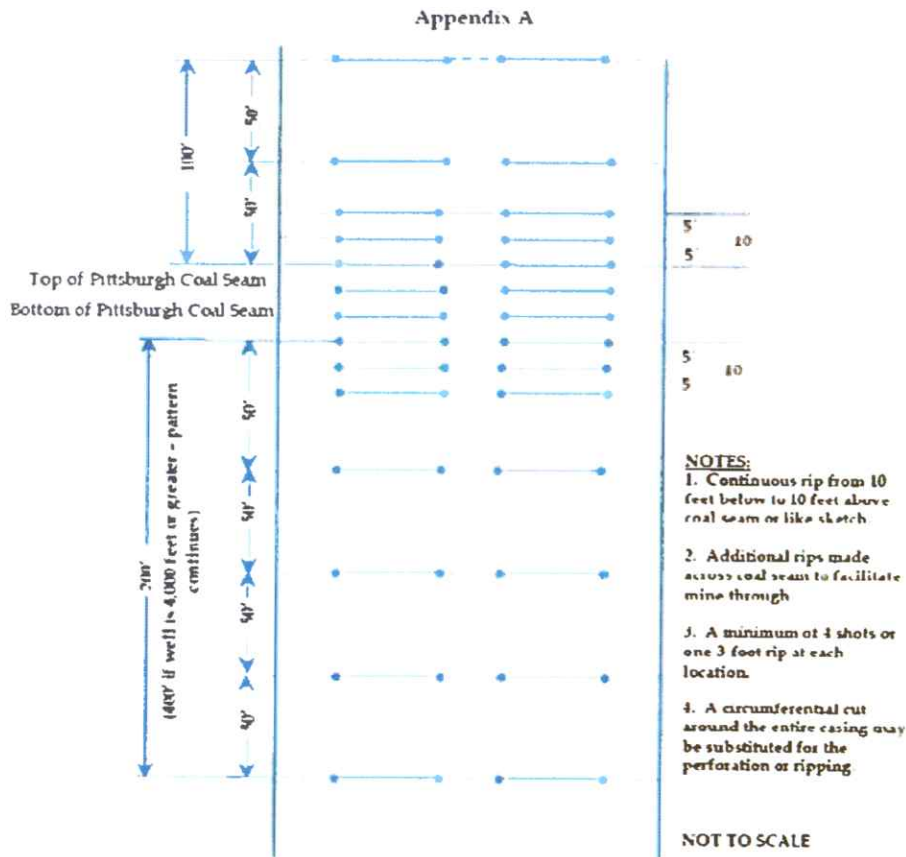 Appendix A
50'
100'
50'
5'
10
5'
Top of Pittsburgh Coal Seam
Bottom of Pittsburgh Coal Seam
5'
10
5
50'
50'
200'
(400' if well is 4,000 feet or greater - pattern
continues)
50'
50'
NOTES:
1. Continuous rip from 10
feet below to 10 feet above
coal seam or like sketch
2. Additional rips made
across coal seam to facilitate
mine through
3. A minimum of 4 shots or
one 3 foot rip at each
location.
4. A circumferential cut
around the entire casing may
be substituted for the
perforation or ripping
NOT TO SCALE